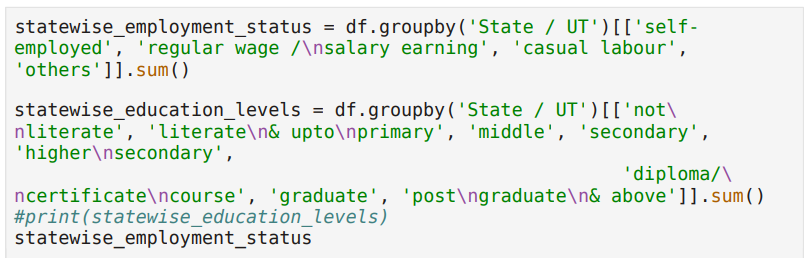 statewise_employment_status = df.groupby('State / UT')[['self-
employed', 'regular wage /\nsalary earning', 'casual labour',
'others']].sum()
statewise_education_levels = df.groupby('State / UT')[['not\
nliterate', 'literate\n& upto\nprimary', 'middle', 'secondary',
'higher\nsecondary',
'diploma/\
ncertificate\ncourse', 'graduate', 'post\ngraduate\n& above']].sum()
#print(statewise_education_levels)
statewise_employment_status